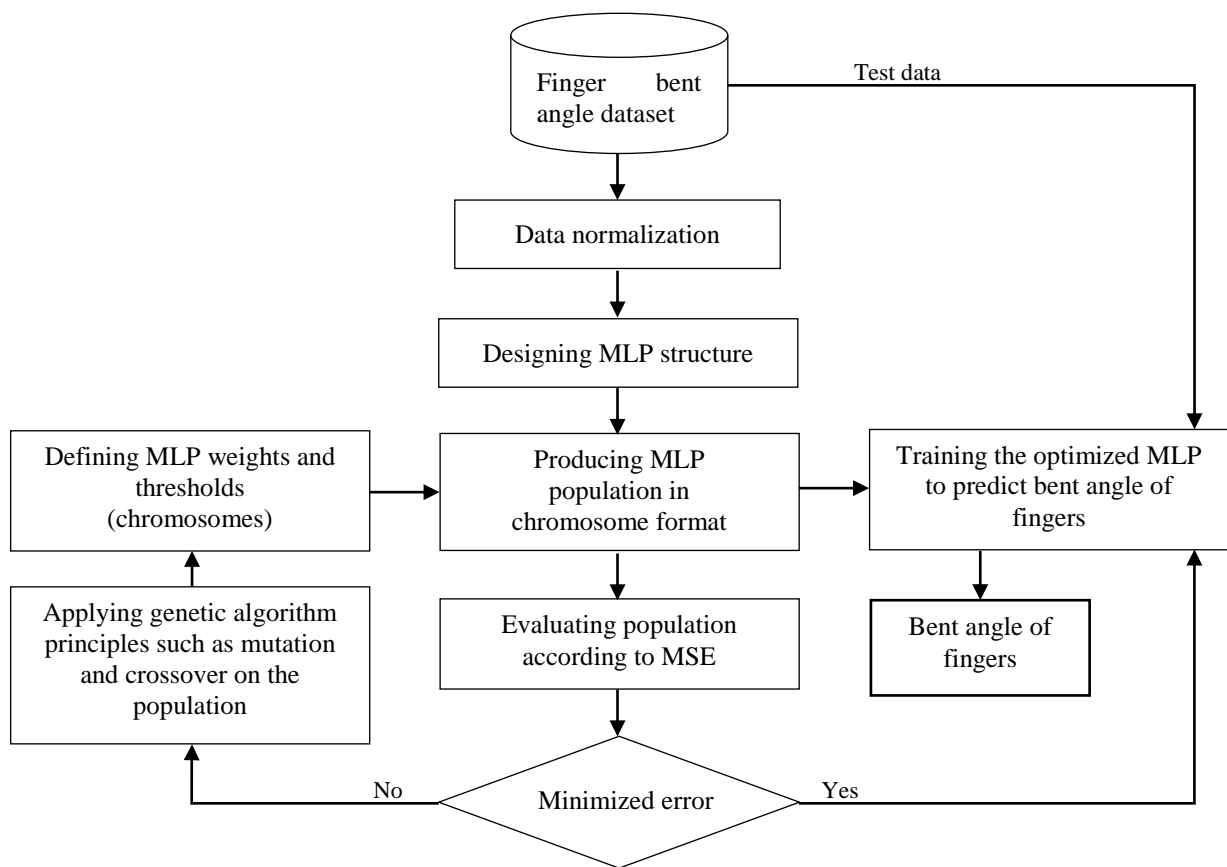 Finger bent
angle dataset
Test data
Data normalization
Designing MLP structure
Defining MLP weights and
thresholds
(chromosomes)
Producing MLP
population in
chromosome format
Training the optimized MLP
to predict bent angle of
fingers
Applying genetic algorithm
principles such as mutation
and crossover on the
population
Evaluating population
according to MSE
Bent angle of
fingers
No
Minimized error
Yes